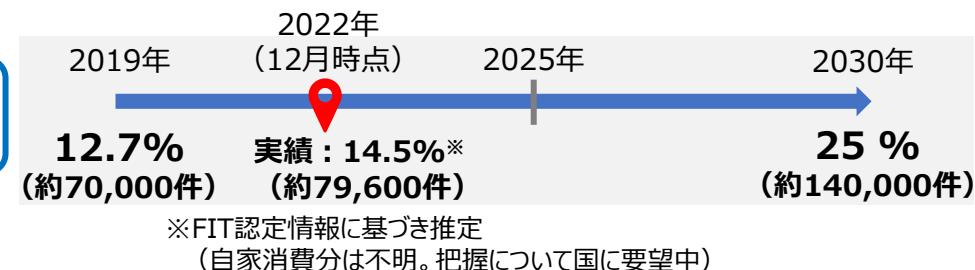 2022年
2019年
（12月時点）
2025年
2030年
12.7%
実績：14.5%※
25 %
（約70,000件）
（約79,600件）
（約140,000件）
※FIT認定情報に基づき推定
（自家消費分は不明。把握について国に要望中）